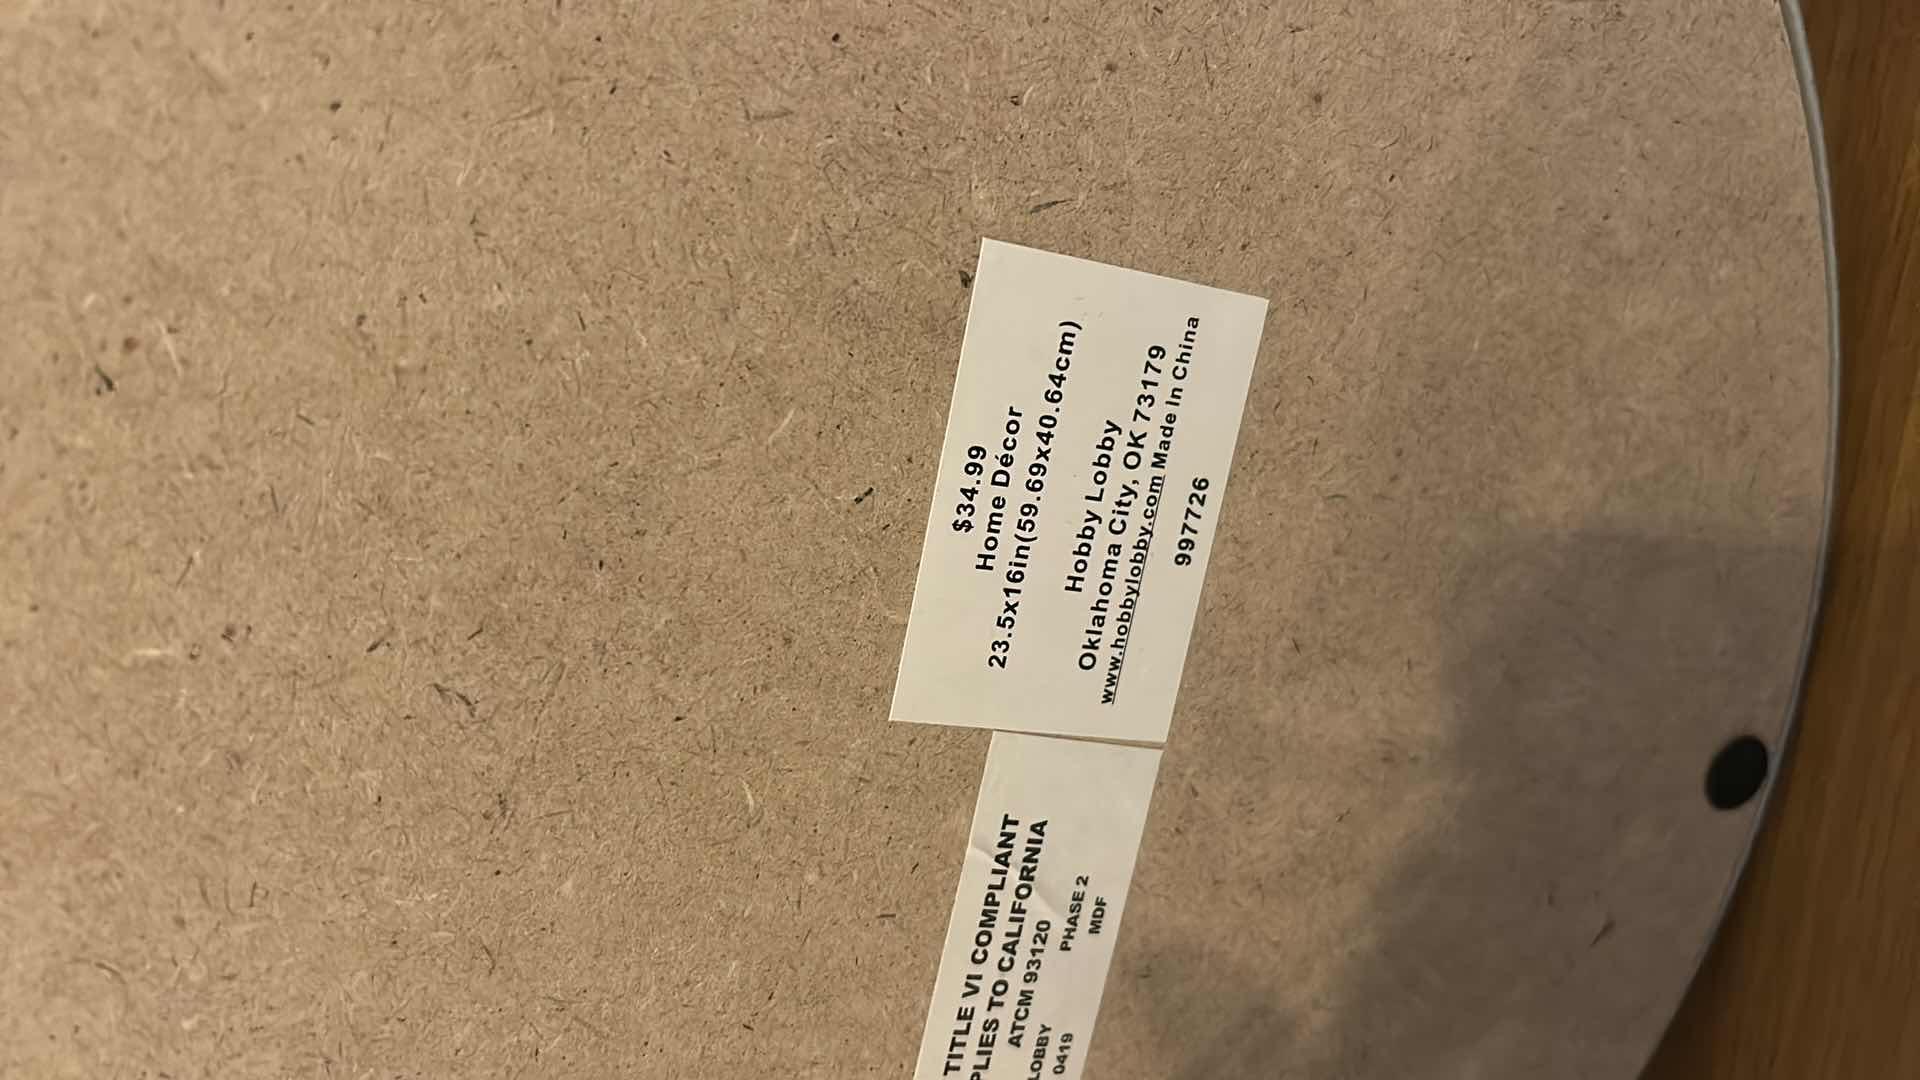 $34.99
Home Décor
23.5x16in(59.69x40.64cm)
Hobby Lobby
Oklahoma City, OK 73179
www.hobbylobby.com Made In China
997726
TITLE VI COMPLIANT
TO CALIFORNIA
ATCM 93120
LOBBY PHASE 2
0419 MDF